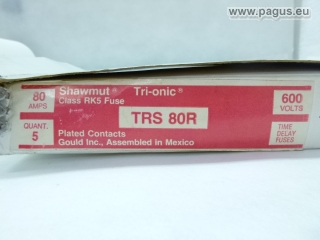 www.pagus.eu
80
AMPS
Shawmut® Tri-onic®
Class RK5 Fuse
600
VOLTS
TRS 80R
QUANT.
5
Plated Contacts
Gould Inc., Assembled in Mexico
TIME
DELAY
FUSES